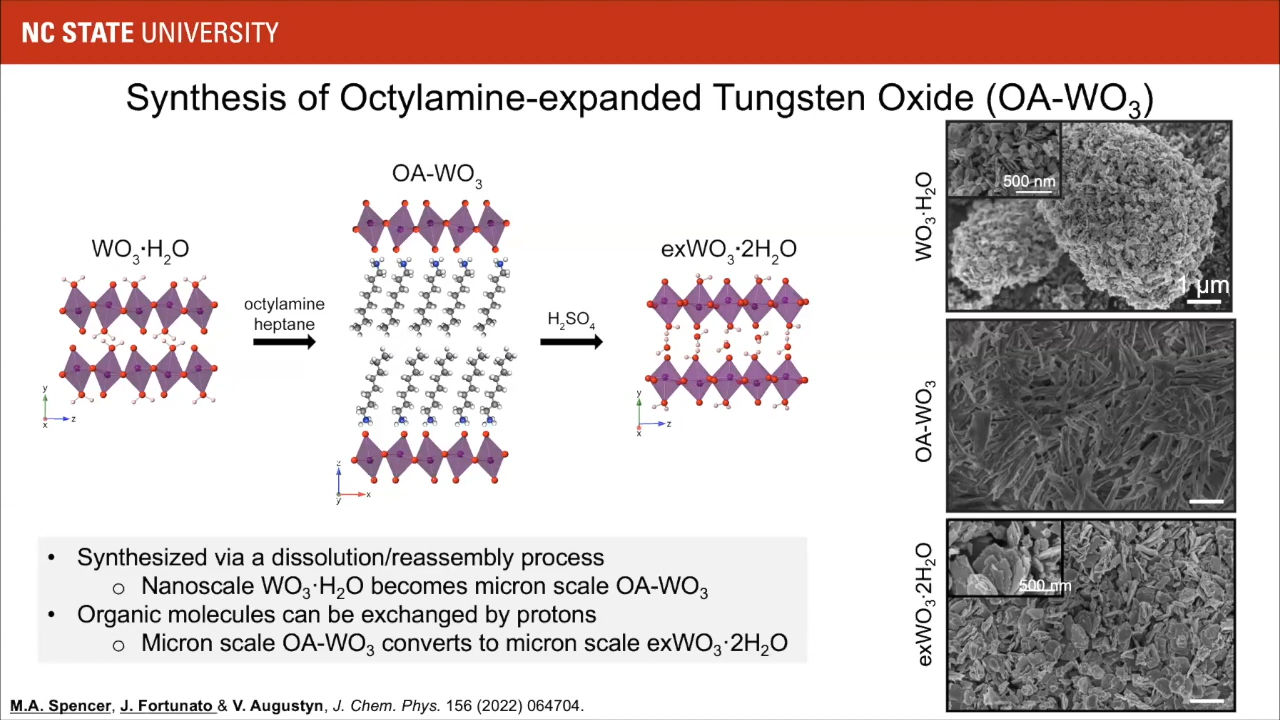 NC STATE UNIVERSITY
Synthesis of Octylamine-expanded Tungsten Oxide (OA-WO₃)
WO₃·H₂O
y
z
x
octylamine
heptane
OA-WO₃
z
x
y
H₂SO₄
exWO₃·2H₂O
y
z
x
WO₃·H₂O
500 nm
1 μm
OA-WO₃
exWO₃·2H₂O
500 nm
• Synthesized via a dissolution/reassembly process
o Nanoscale WO₃·H₂O becomes micron scale OA-WO₃
• Organic molecules can be exchanged by protons
o Micron scale OA-WO₃ converts to micron scale exWO₃·2H₂O
M.A. Spencer, J. Fortunato & V. Augustyn, J. Chem. Phys. 156 (2022) 064704.